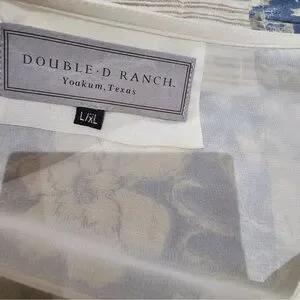 DOUBLE·D RANCH
Yoakum, Texas
L/XL